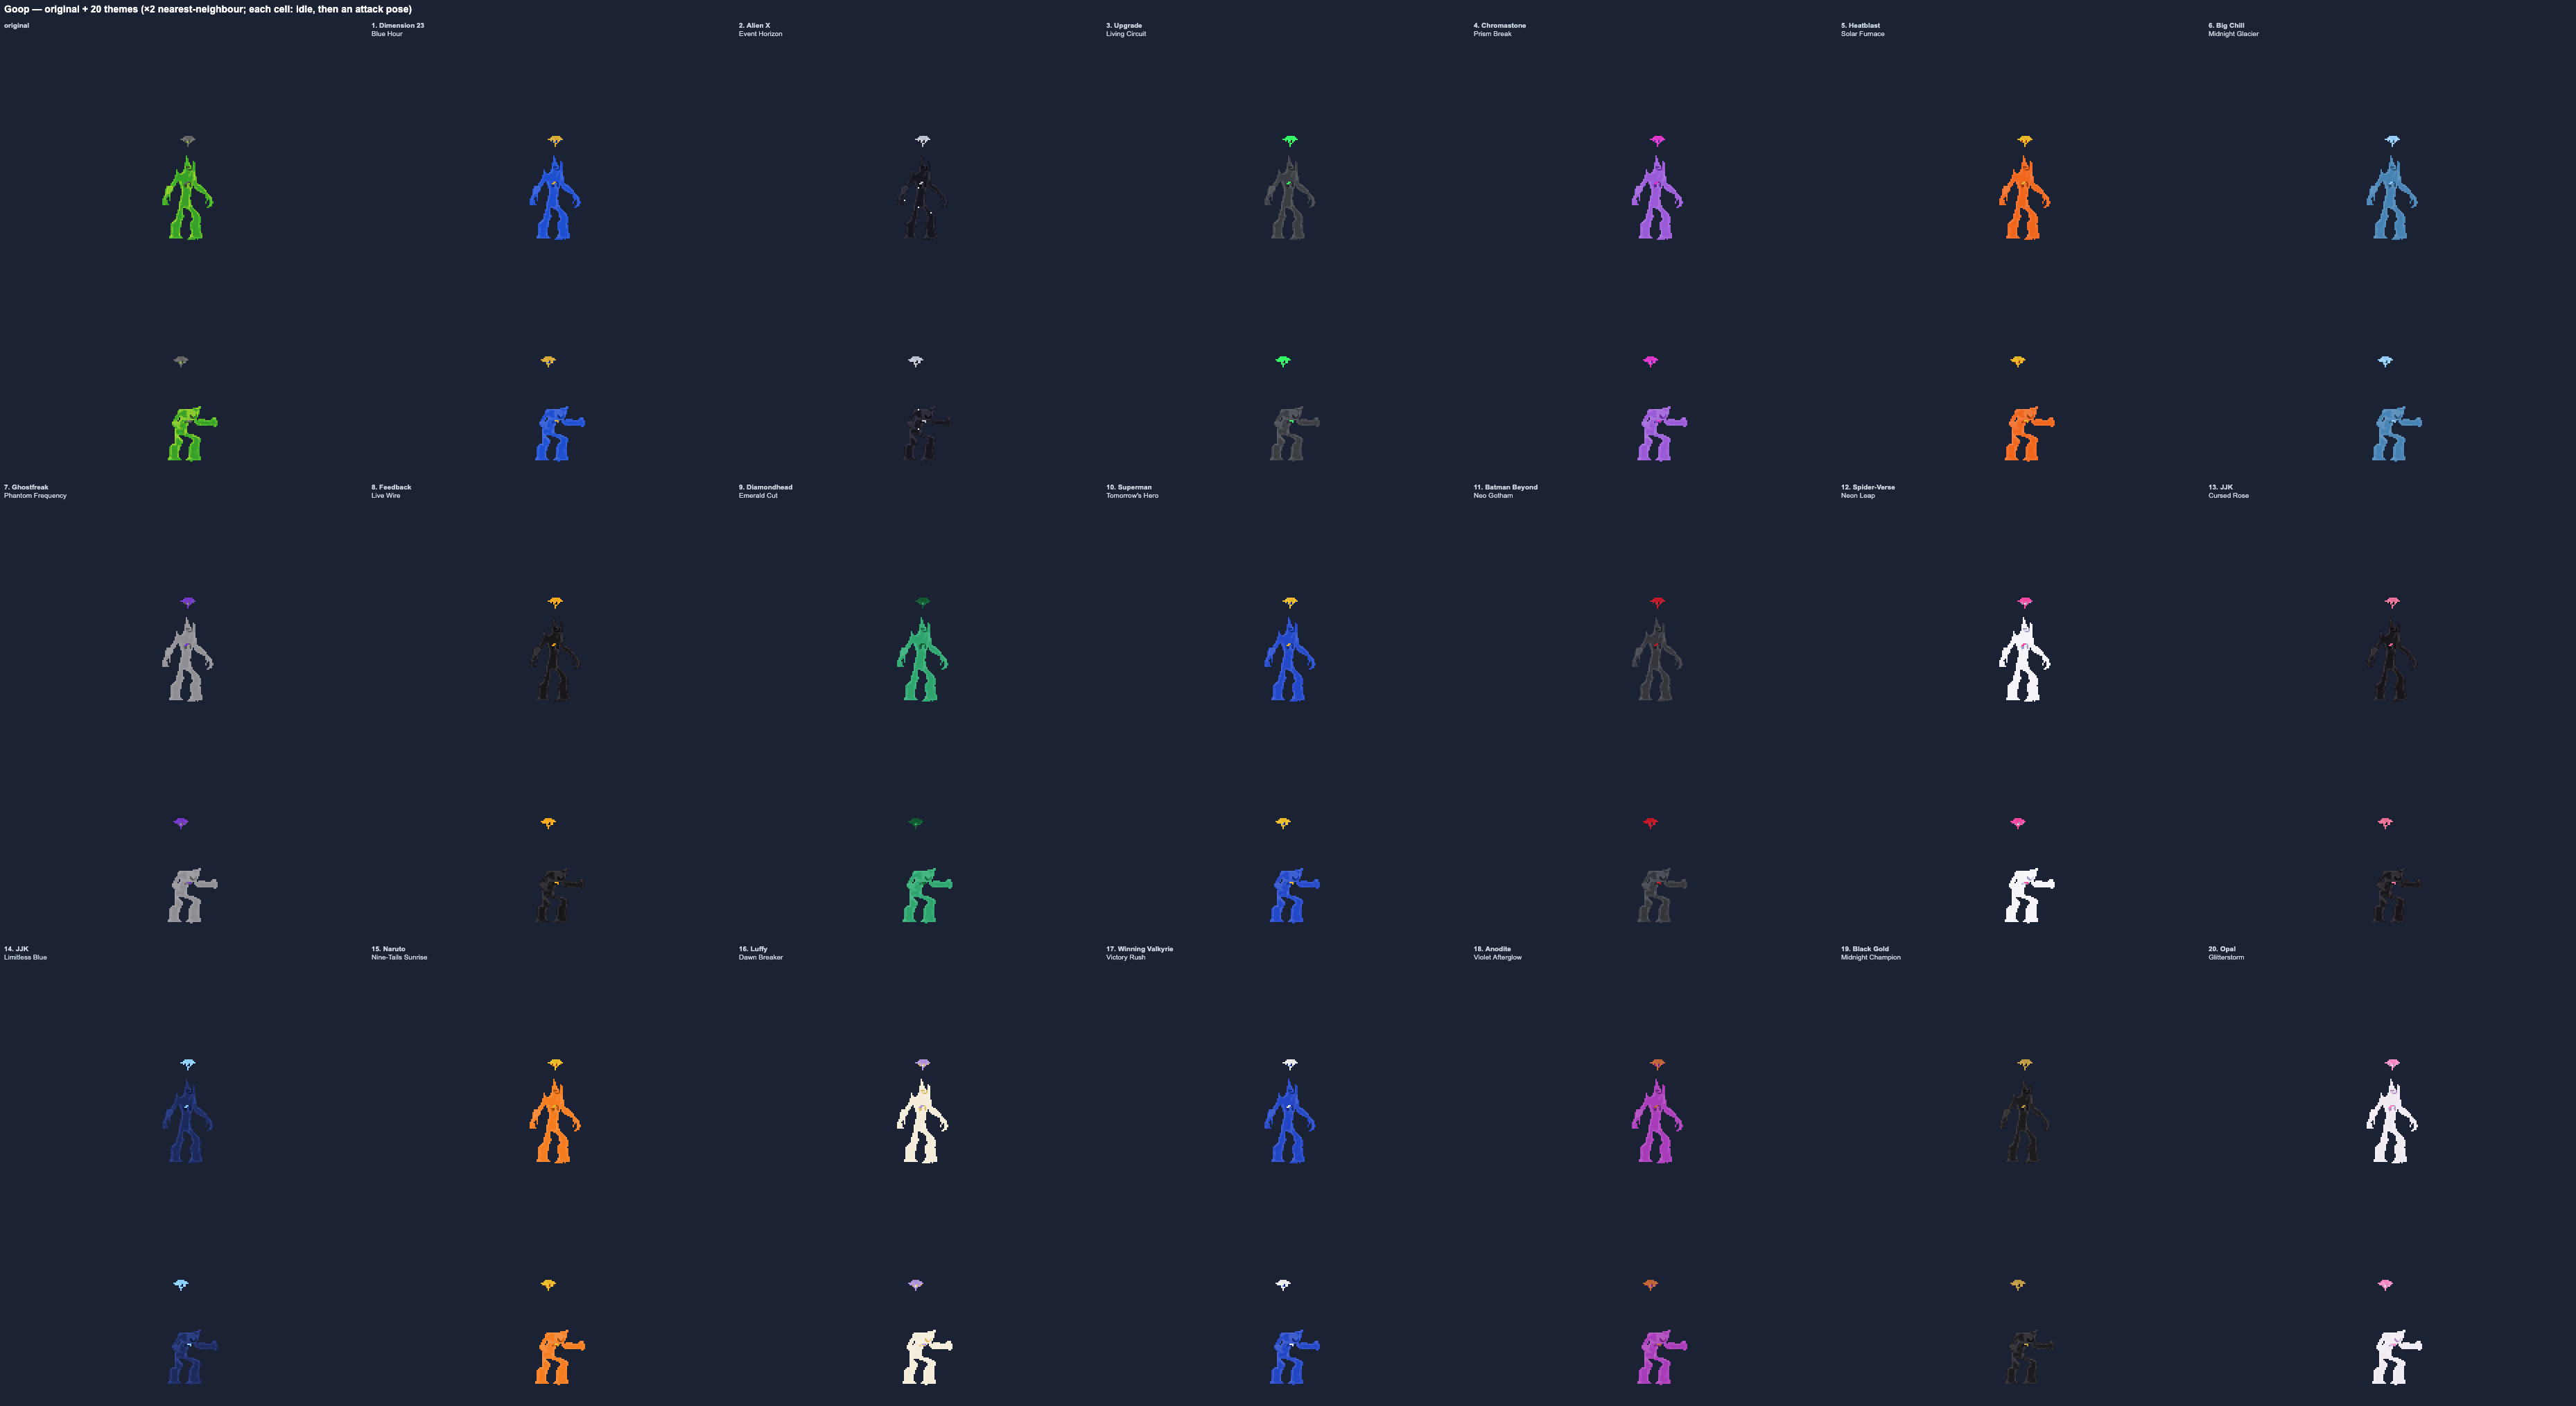 Goop — original + 20 themes (×2 nearest-neighbour; each cell: idle, then an attack pose)
original
1. Dimension 23
Blue Hour
2. Alien X
Event Horizon
3. Upgrade
Living Circuit
4. Chromastone
Prism Break
5. Heatblast
Solar Furnace
6. Big Chill
Midnight Glacier
7. Ghostfreak
Phantom Frequency
8. Feedback
Live Wire
9. Diamondhead
Emerald Cut
10. Superman
Tomorrow's Hero
11. Batman Beyond
Neo Gotham
12. Spider-Verse
Neon Leap
13. JJK
Cursed Rose
14. JJK
Limitless Blue
15. Naruto
Nine-Tails Sunrise
16. Luffy
Dawn Breaker
17. Winning Valkyrie
Victory Rush
18. Anodite
Violet Afterglow
19. Black Gold
Midnight Champion
20. Opal
Glitterstorm